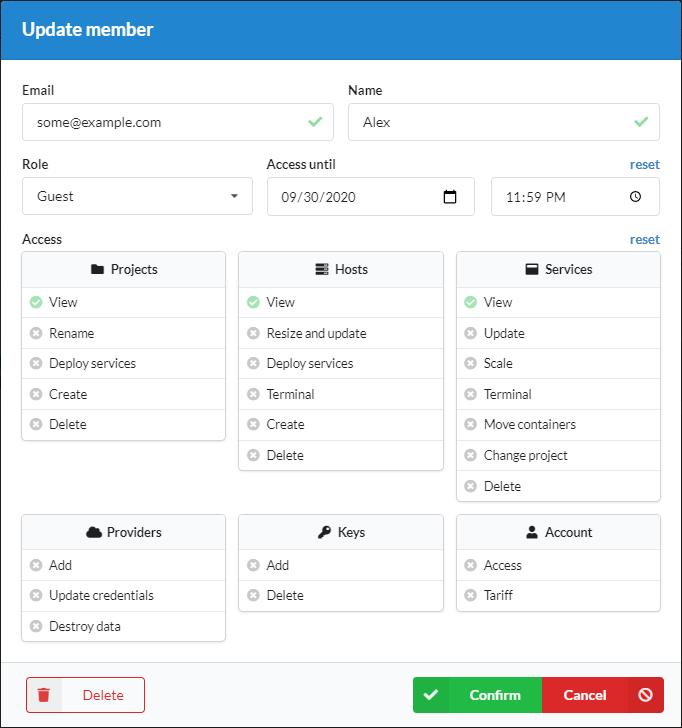 Update member
Email Name
some@example.com Alex
Role Access until reset
Guest 09/30/2020 11:59 PM
Access reset
Projects Hosts Services
View View View
Rename Resize and update Update
Deploy services Deploy services Scale
Create Terminal Terminal
Delete Create Move containers
Delete Change project
Delete
Providers Keys Account
Add Add Access
Update credentials Delete Tariff
Destroy data
Delete Confirm Cancel